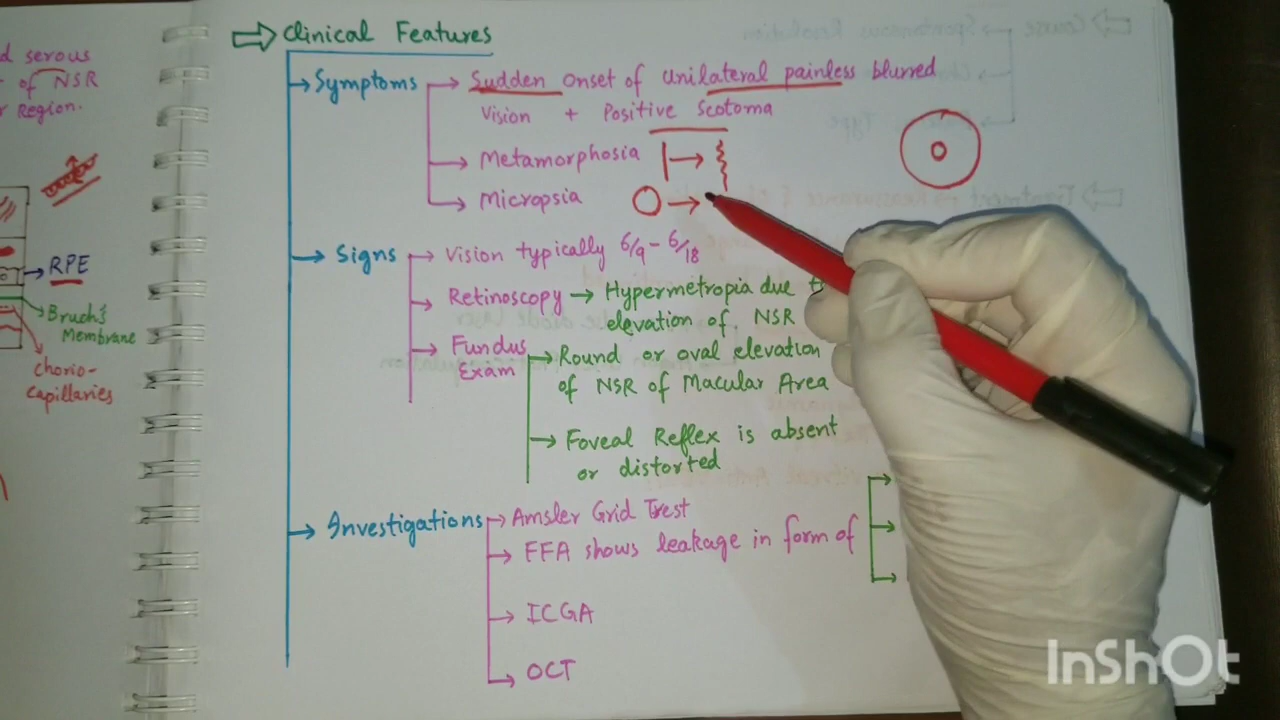 Clinical Features
Symptoms
Sudden Onset of Unilateral painless blurred
Vision + Positive Scotoma
Metamorphosia
Micropsia
Signs
Vision typically 6/9 - 6/18
Retinoscopy → Hypermetropia due
elevation of NSR
Fundus
Exam
Round or oval elevation
of NSR of Macular Area
Foveal Reflex is absent
or distorted
Investigations
Amsler Grid Trest
FFA shows leakage in form of
ICGA
OCT
serous
of NSR
Region.
RPE
Bruch's
Membrane
Chorio-
Capillaries
InShOt